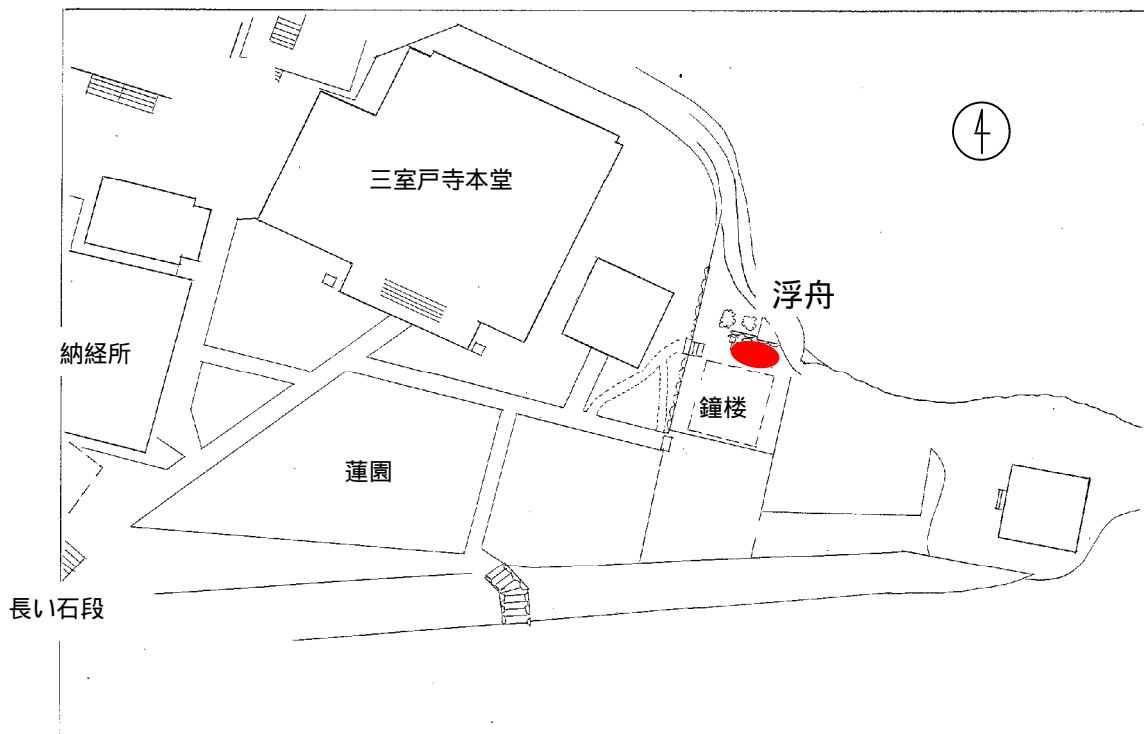 三室戸寺本堂
浮舟
納経所
鐘楼
蓮園
長い石段